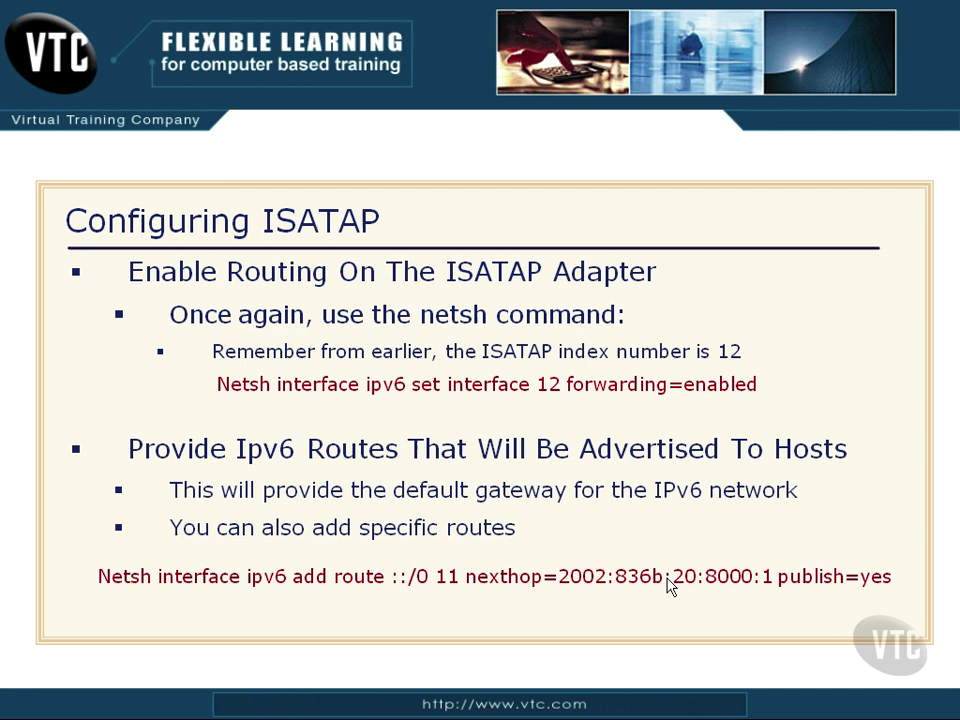 VTC
FLEXIBLE LEARNING
for computer based training
Virtual Training Company
Configuring ISATAP
▪ Enable Routing On The ISATAP Adapter
▪ Once again, use the netsh command:
▪ Remember from earlier, the ISATAP index number is 12
Netsh interface ipv6 set interface 12 forwarding=enabled
▪ Provide Ipv6 Routes That Will Be Advertised To Hosts
▪ This will provide the default gateway for the IPv6 network
▪ You can also add specific routes
Netsh interface ipv6 add route ::/0 11 nexthop=2002:836b:20:8000:1 publish=yes
VTC
http://www.vtc.com